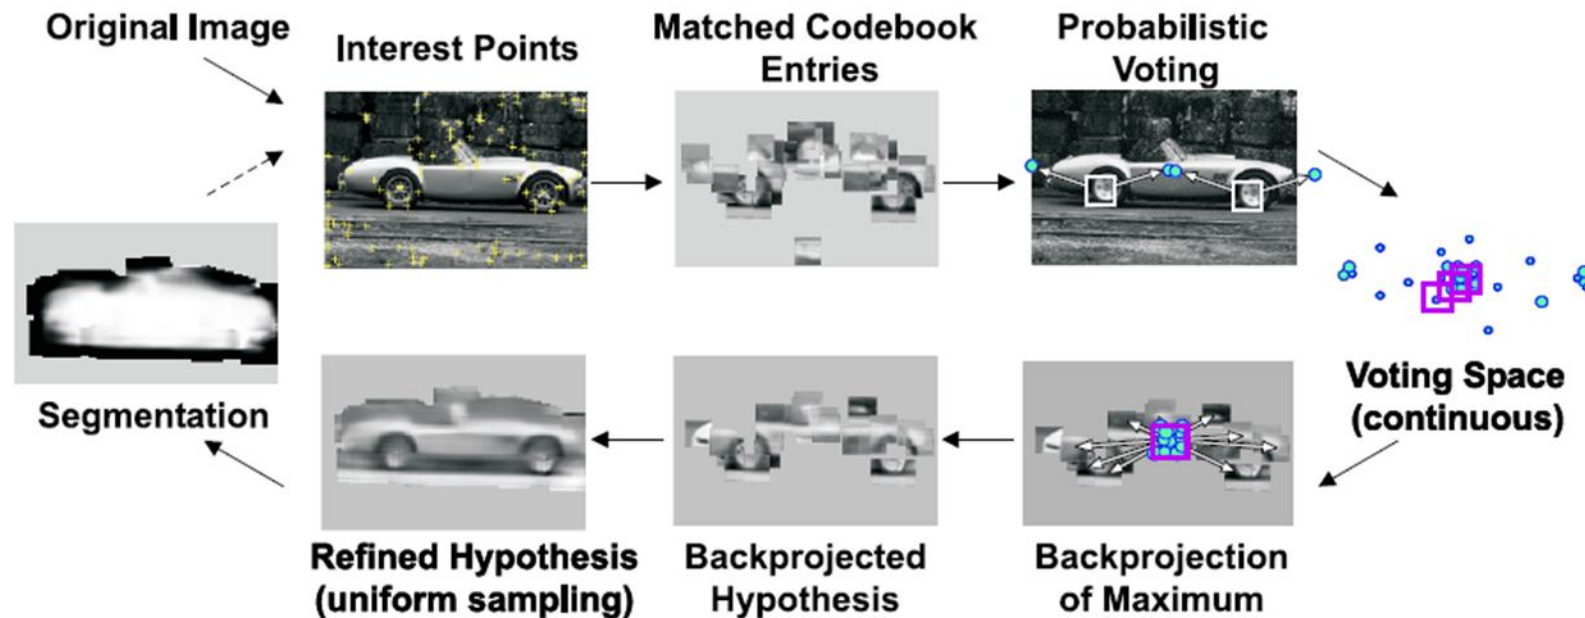 Original Image
Interest Points
Matched Codebook
Entries
Probabilistic
Voting
Voting Space
(continuous)
Segmentation
Refined Hypothesis
(uniform sampling)
Backprojected
Hypothesis
Backprojection
of Maximum